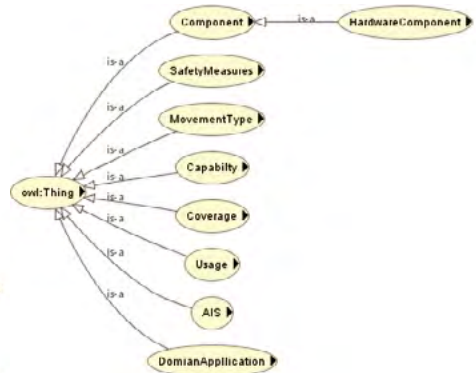 Component
is-a
HardwareComponent
is-a
SafetyMeasures
is-a
MovementType
is-a
Capabilty
is-a
owl:Thing
is-a
Coverage
is-a
Usage
is-a
AIS
is-a
DomianAppllication